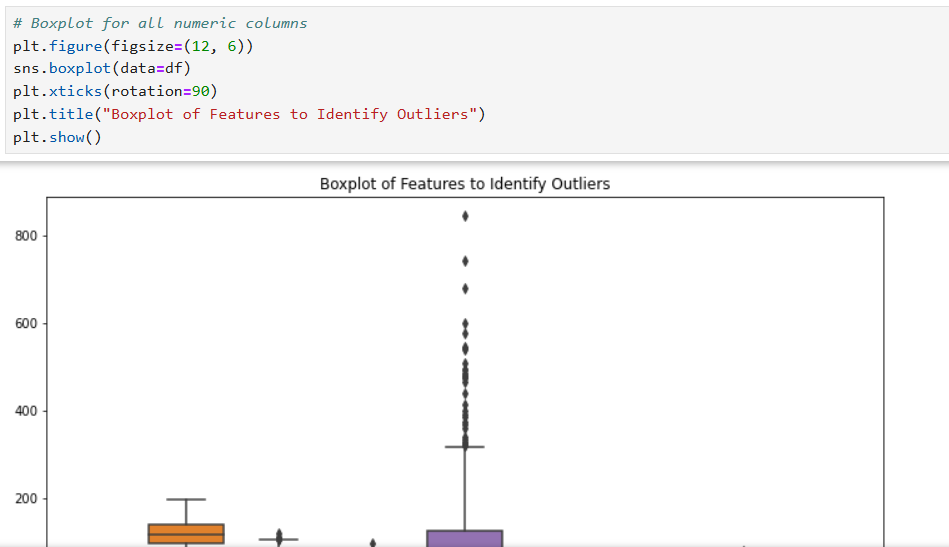 # Boxplot for all numeric columns
plt.figure(figsize=(12, 6))
sns.boxplot(data=df)
plt.xticks(rotation=90)
plt.title("Boxplot of Features to Identify Outliers")
plt.show()
Boxplot of Features to Identify Outliers
800
600
400
200